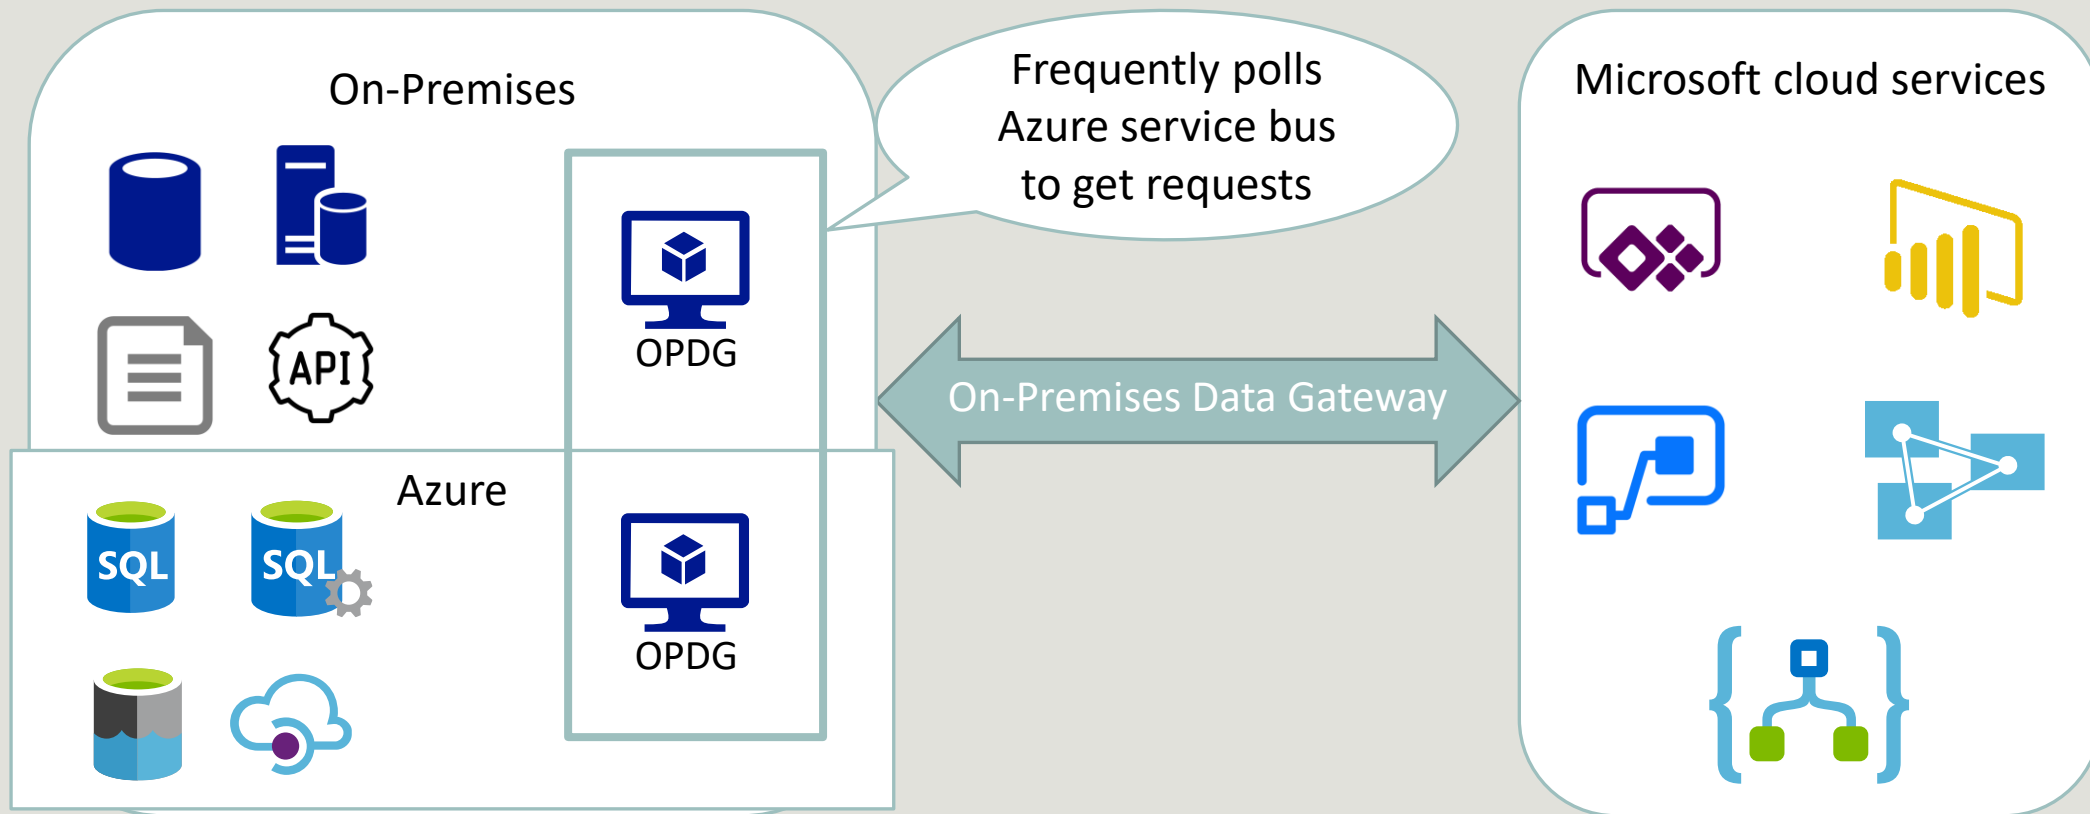 On-Premises
Frequently polls
Azure service bus
to get requests
Microsoft cloud services
API
OPDG
On-Premises Data Gateway
Azure
SQL
SQL
OPDG